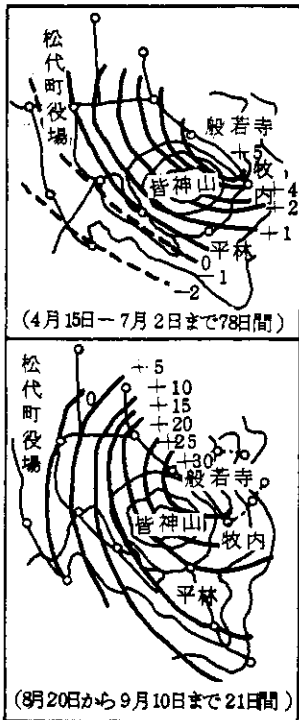 松代町役場
般若寺
+5
牧内
皆神山
+4
+2
平林
+1
0
-1
-2
(4月15日-7月2日まで78日間)
松代町役場
+5
0
+10
+15
+20
+25
+30
般若寺
皆神山
牧内
平林
(8月20日から9月10日まで21日間)